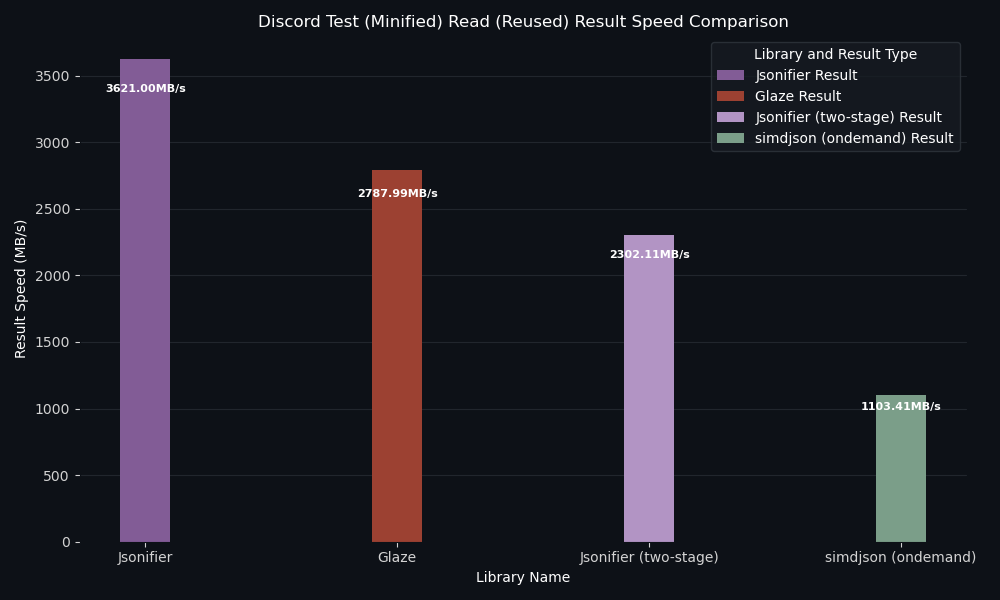 Discord Test (Minified) Read (Reused) Result Speed Comparison
Library and Result Type
Jsonifier Result
Glaze Result
Jsonifier (two-stage) Result
simdjson (ondemand) Result
3621.00MB/s
2787.99MB/s
2302.11MB/s
1103.41MB/s
Result Speed (MB/s)
3500
3000
2500
2000
1500
1000
500
0
Jsonifier
Glaze
Jsonifier (two-stage)
simdjson (ondemand)
Library Name